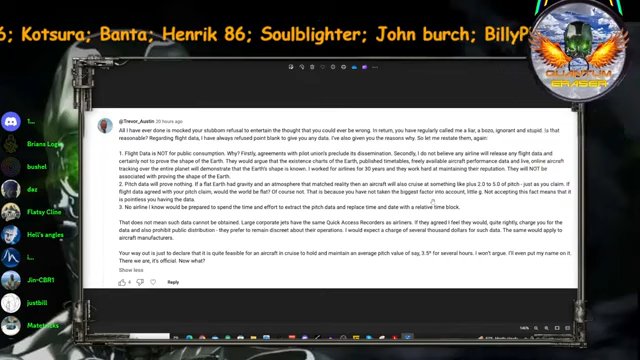 6; Kotsura; Banta; Henrik 86; Soulblighter; John burch; BillyP
QUANTUM
ERASER
@Trevor_Austin 20 hours ago
All I have ever done is mocked your stubborn refusal to entertain the thought that you could ever be wrong. In return, you have regularly called me a liar, a bozo, ignorant and stupid. Is that
reasonable? Regarding flight data, I have always refused point blank to give you any data. I've also given you the reasons why. So let me restate them, again:
1. Flight Data is NOT for public consumption. Why? Firstly, agreements with pilot union's preclude its dissemination. Secondly, I do not believe any airline will release any flight data and
certainly not to prove the shape of the Earth. They would argue that the existence charts of the Earth, published timetables, freely available aircraft performance data and live, online aircraft
tracking over the entire planet will demonstrate that the Earth's shape is. I worked for airlines for 30 years and they work hard at maintaining their reputation. They will NOT be
associated with proving the shape of the Earth.
2. Pitch data will prove nothing. If a flat Earth had gravity and an atmosphere that matched reality then an aircraft will also cruise at something like plus 2.0 to 5.0 of pitch - just as you claim. If
flight data agreed with your pitch claim, would the world be flat? Of course not. That is because you have not taken the biggest factor into account, little g. Not accepting this fact means that it
is pointless you having the data.
3. No airline I know would be prepared to spend the time and effort to extract the pitch data and replace time and date with a relative time block.
That does not mean such data cannot be obtained. Large corporate jets have the same Quick Access Recorders as airliners. If they agreed I feel they would, quite rightly, charge you for the
data and also prohibit public distribution - they prefer to remain discreet about their operations. I would expect a charge of several thousand dollars for such data. The same would apply to
aircraft manufacturers.
Your way out is just to declare that it is quite feasible for an aircraft in cruise to hold and maintain an average pitch value of say, 3.5° for several hours. I won't argue. I'll even put my name on it.
There we are, it's official. Now what?
Show less
Reply
1...
Brians Logic
bushel
daz
Flatsy Cline
Heli's angels
i...
Jin-CBR1
justbill